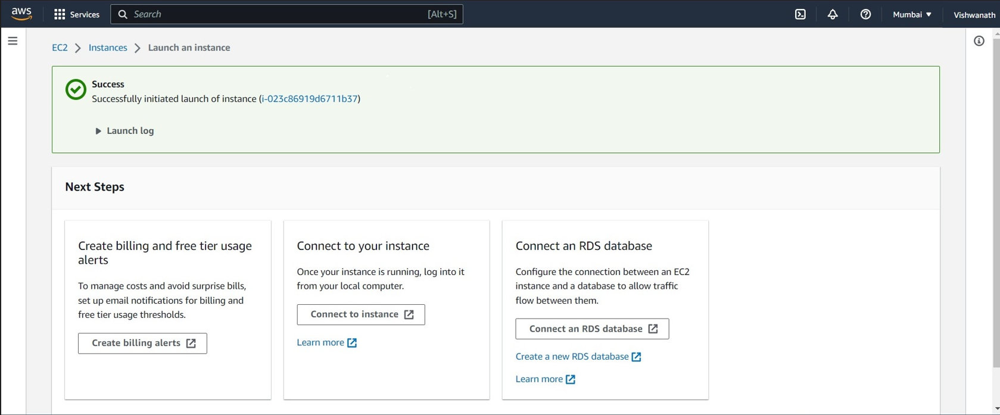 aws
Services
Search [Alt+S]
Mumbai
Vishwanath
EC2 Instances Launch an instance
Success
Successfully initiated launch of instance (i-023c86919d6711b37)
Launch log
Next Steps
Create billing and free tier usage
alerts
To manage costs and avoid surprise bills,
set up email notifications for billing and
free tier usage thresholds.
Create billing alerts
Connect to your instance
Once your instance is running, log into it
from your local computer.
Connect to instance
Learn more
Connect an RDS database
Configure the connection between an EC2
instance and a database to allow traffic
flow between them.
Connect an RDS database
Create a new RDS database
Learn more